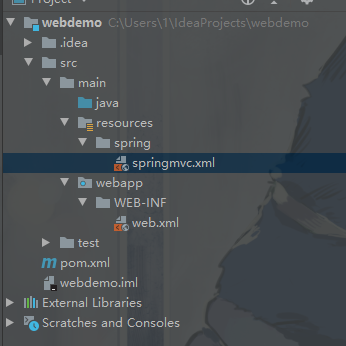 Project
webdemo C:\Users\1\IdeaProjects\webdemo
.idea
src
main
java
resources
spring
springmvc.xml
webapp
WEB-INF
web.xml
test
pom.xml
webdemo.iml
External Libraries
Scratches and Consoles